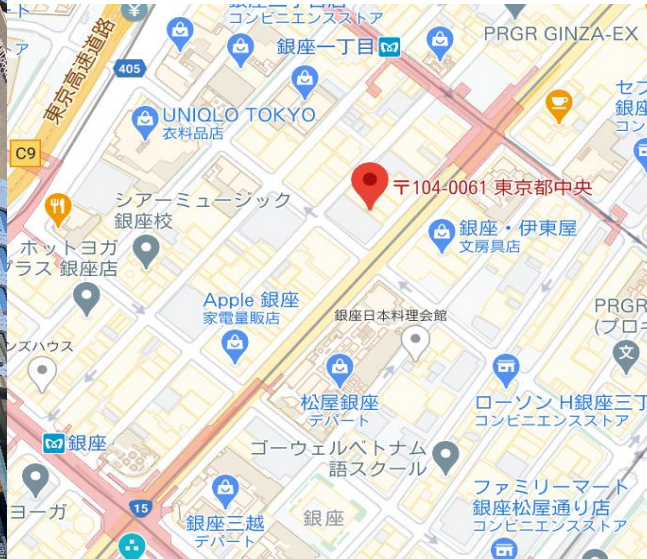 コンビニエンスストア
銀座一丁目
PRGR GINZA-EX
東京高速道路
405
UNIQLO TOKYO
衣料品店
C9
〒104-0061 東京都中央
シアーミュージック
銀座校
銀座・伊東屋
文房具店
ホットヨガ
プラス 銀座店
Apple 銀座
家電量販店
銀座日本料理会館
PRGR
ンズハウス
松屋銀座
デパート
ローソン H銀座三丁
コンビニエンスストア
銀座
ゴーウェルベトナム
語スクール
ヨーガ
15
銀座三越
デパート
銀座
ファミリーマート
銀座松屋通り店
コンビニエンスストア